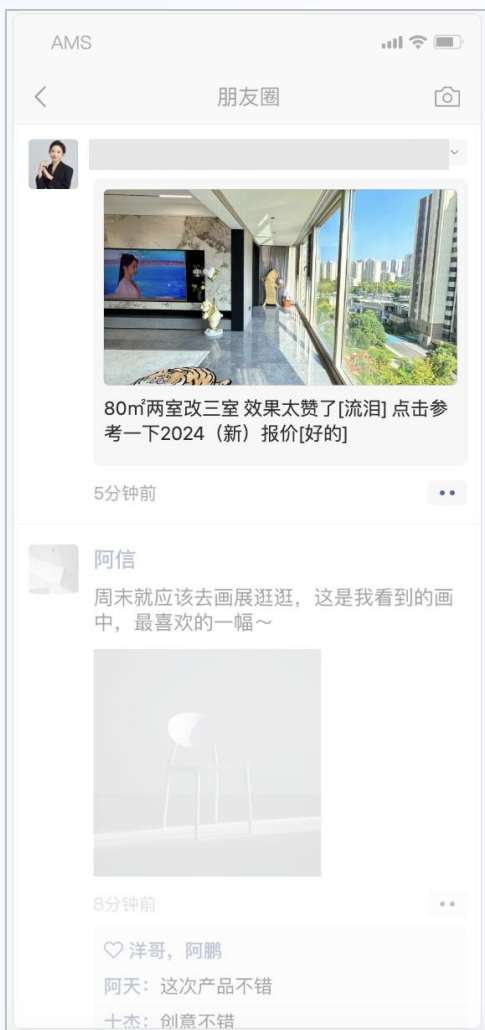 AMS
朋友圈
80㎡两室改三室 效果太赞了[流泪] 点击参
考一下2024（新）报价[好的]
5分钟前
阿信
周末就应该去画展逛逛，这是我看到的画
中，最喜欢的一幅～
8分钟前
洋哥，阿鹏
阿天：这次产品不错
十杰：创意不错